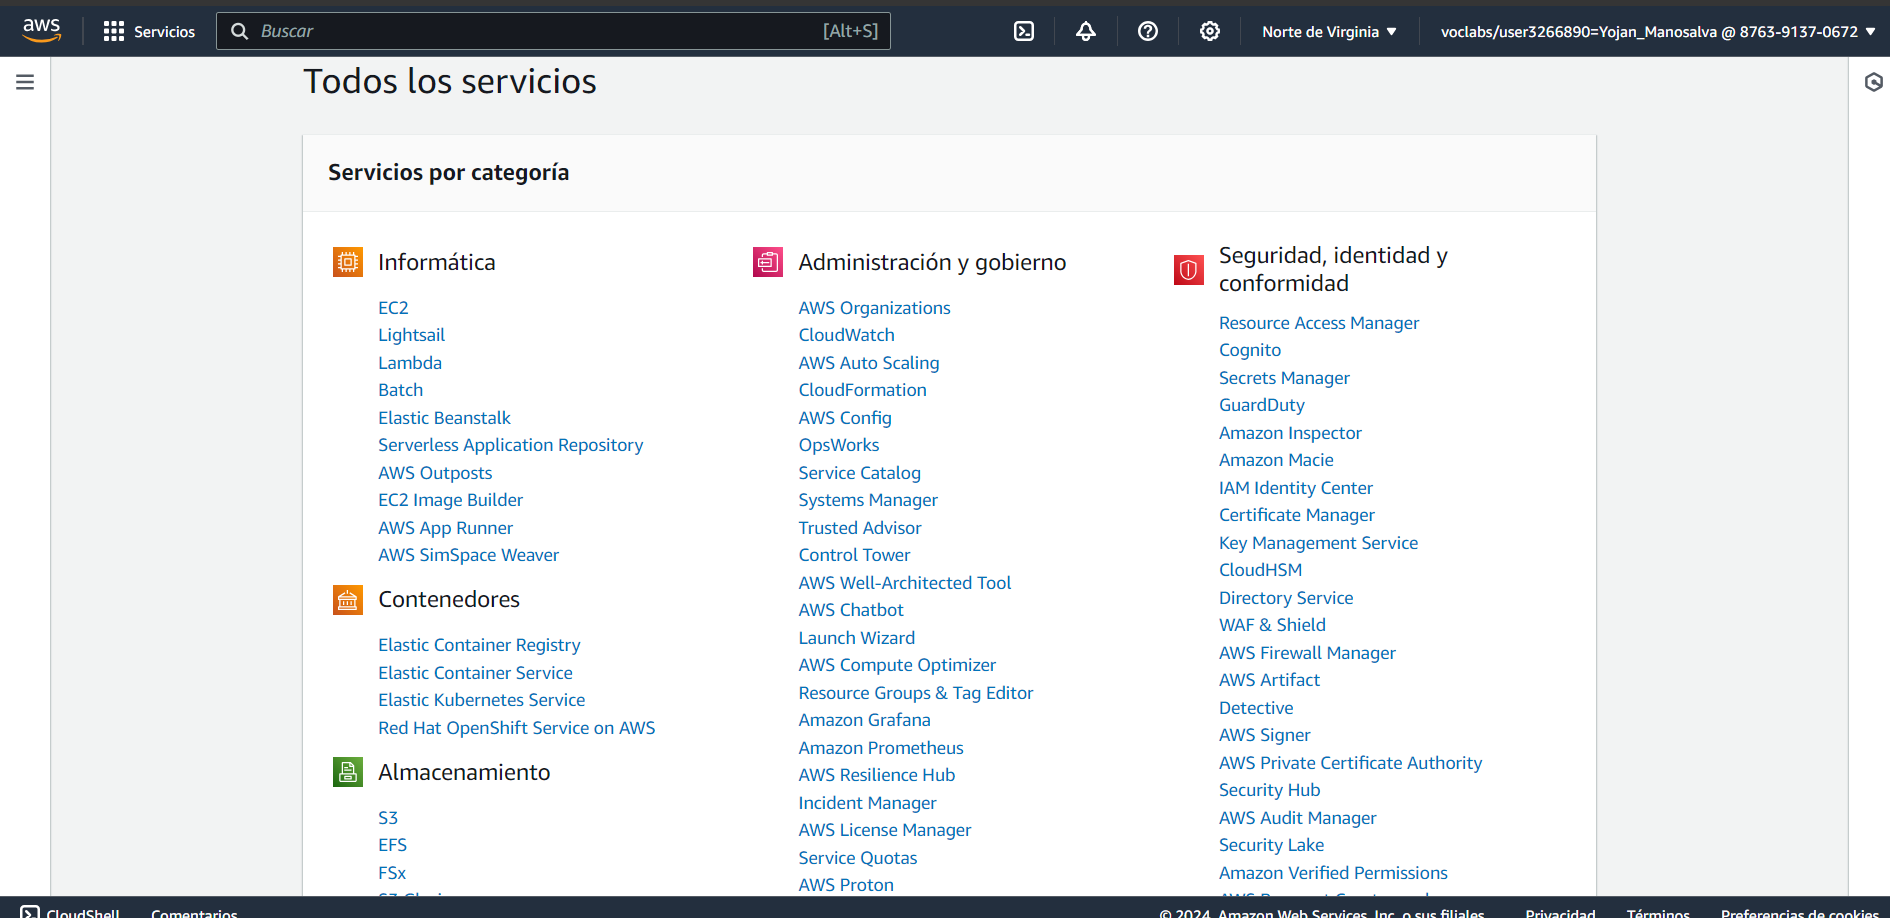 aws
Servicios
Buscar
[Alt+S]
Norte de Virginia
voclabs/user3266890=Yojan_Manosalva @ 8763-9137-0672
Todos los servicios
Servicios por categoría
Informática
EC2
Lightsail
Lambda
Batch
Elastic Beanstalk
Serverless Application Repository
AWS Outposts
EC2 Image Builder
AWS App Runner
AWS SimSpace Weaver
Contenedores
Elastic Container Registry
Elastic Container Service
Elastic Kubernetes Service
Red Hat OpenShift Service on AWS
Almacenamiento
S3
EFS
FSx
Administración y gobierno
AWS Organizations
CloudWatch
AWS Auto Scaling
CloudFormation
AWS Config
OpsWorks
Service Catalog
Systems Manager
Trusted Advisor
Control Tower
AWS Well-Architected Tool
AWS Chatbot
Launch Wizard
AWS Compute Optimizer
Resource Groups & Tag Editor
Amazon Grafana
Amazon Prometheus
AWS Resilience Hub
Incident Manager
AWS License Manager
Service Quotas
AWS Proton
Seguridad, identidad y
conformidad
Resource Access Manager
Cognito
Secrets Manager
GuardDuty
Amazon Inspector
Amazon Macie
IAM Identity Center
Certificate Manager
Key Management Service
CloudHSM
Directory Service
WAF & Shield
AWS Firewall Manager
AWS Artifact
Detective
AWS Signer
AWS Private Certificate Authority
Security Hub
AWS Audit Manager
Security Lake
Amazon Verified Permissions
CloudShell
Comentarios
© 2024, Amazon Web Services, Inc. o sus filiales.
Privacidad
Términos
Preferencias de cookies